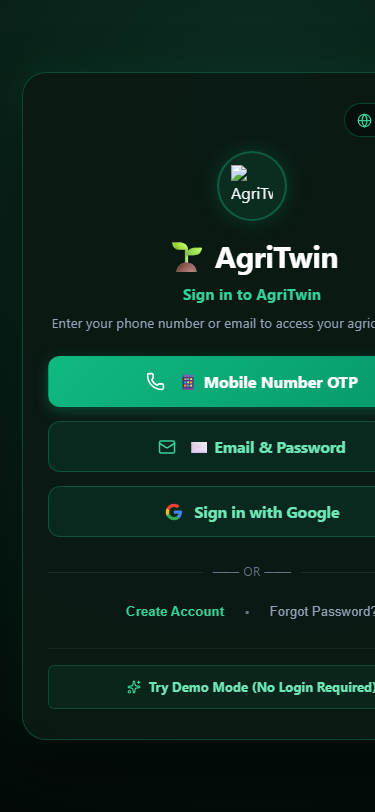 AgriTw
AgriTwin
Sign in to AgriTwin
Enter your phone number or email to access your
Mobile Number OTP
Email & Password
Sign in with Google
OR
Create Account • Forgot Password?
Try Demo Mode (No Login Required)